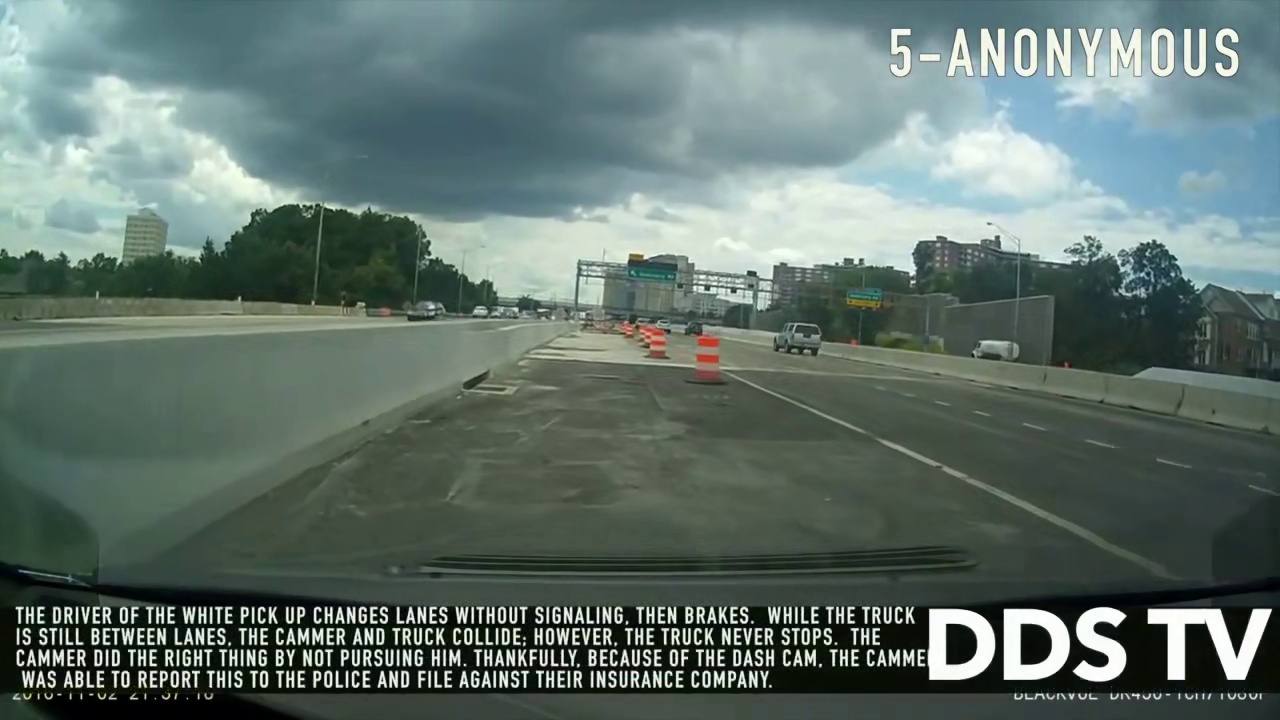 5-ANONYMOUS
THE DRIVER OF THE WHITE PICK UP CHANGES LANES WITHOUT SIGNALING, THEN BRAKES. WHILE THE TRUCK
IS STILL BETWEEN LANES, THE CAMMER AND TRUCK COLLIDE; HOWEVER, THE TRUCK NEVER STOPS. THE
CAMMER DID THE RIGHT THING BY NOT PURSUING HIM. THANKFULLY, BECAUSE OF THE DASH CAM, THE CAMME
WAS ABLE TO REPORT THIS TO THE POLICE AND FILE AGAINST THEIR INSURANCE COMPANY.
DDS TV